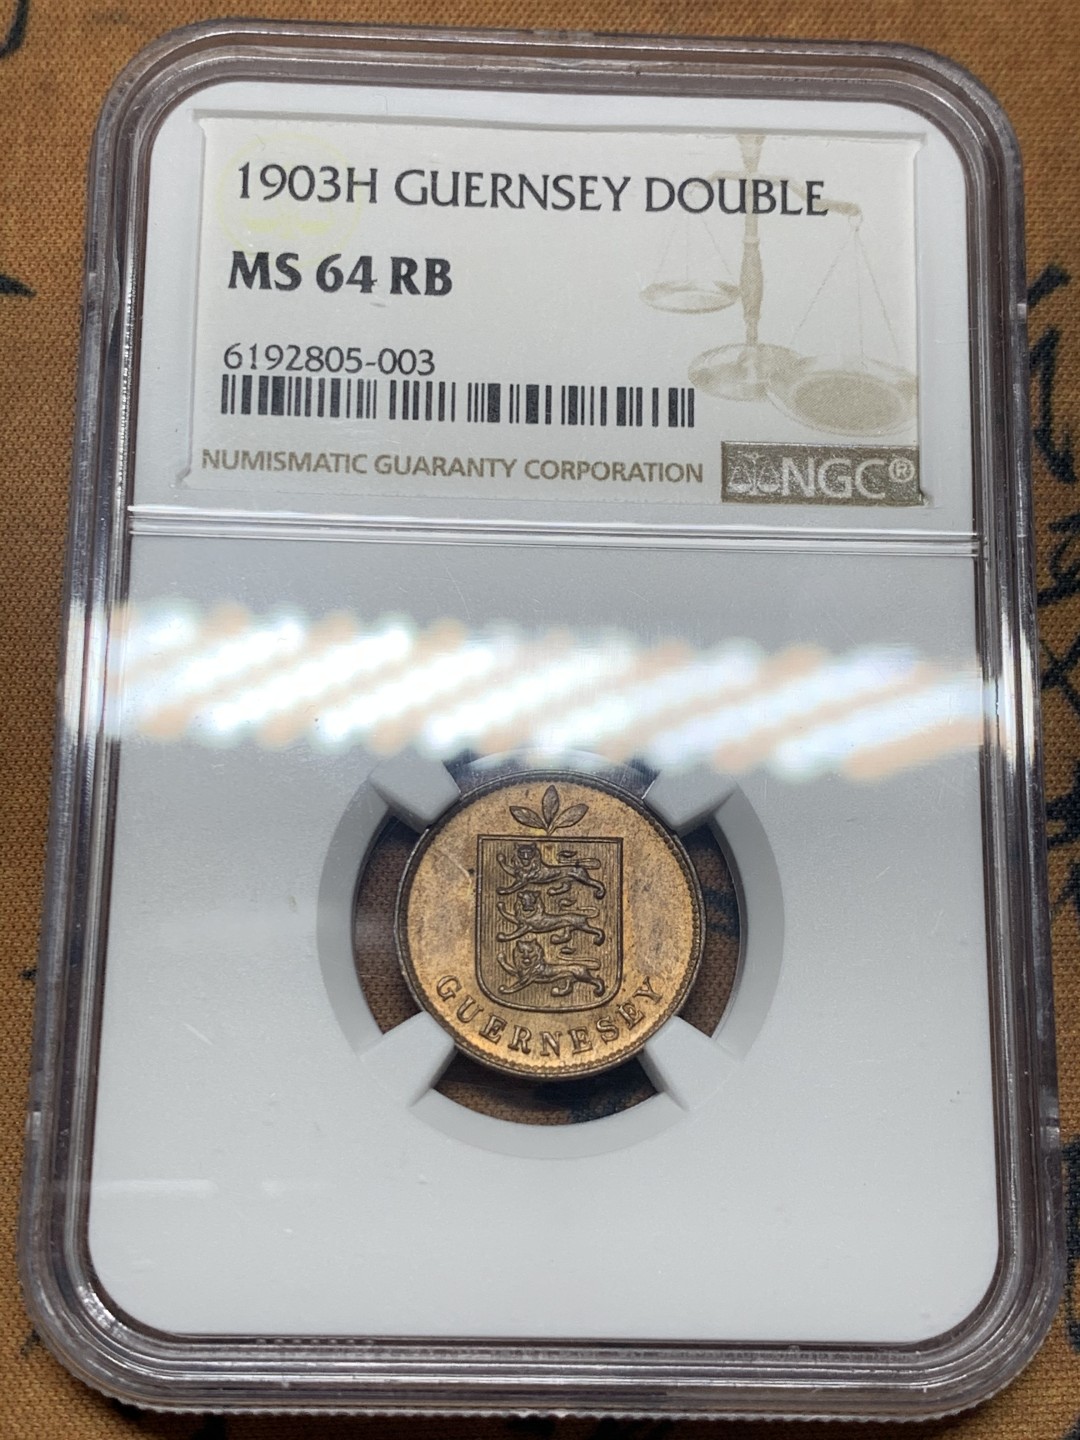 1903H GUERNSEY DOUBLE
MS 64 RB
6192805-003
NUMISMATIC GUARANTY CORPORATION NGC®
GUERNESEY